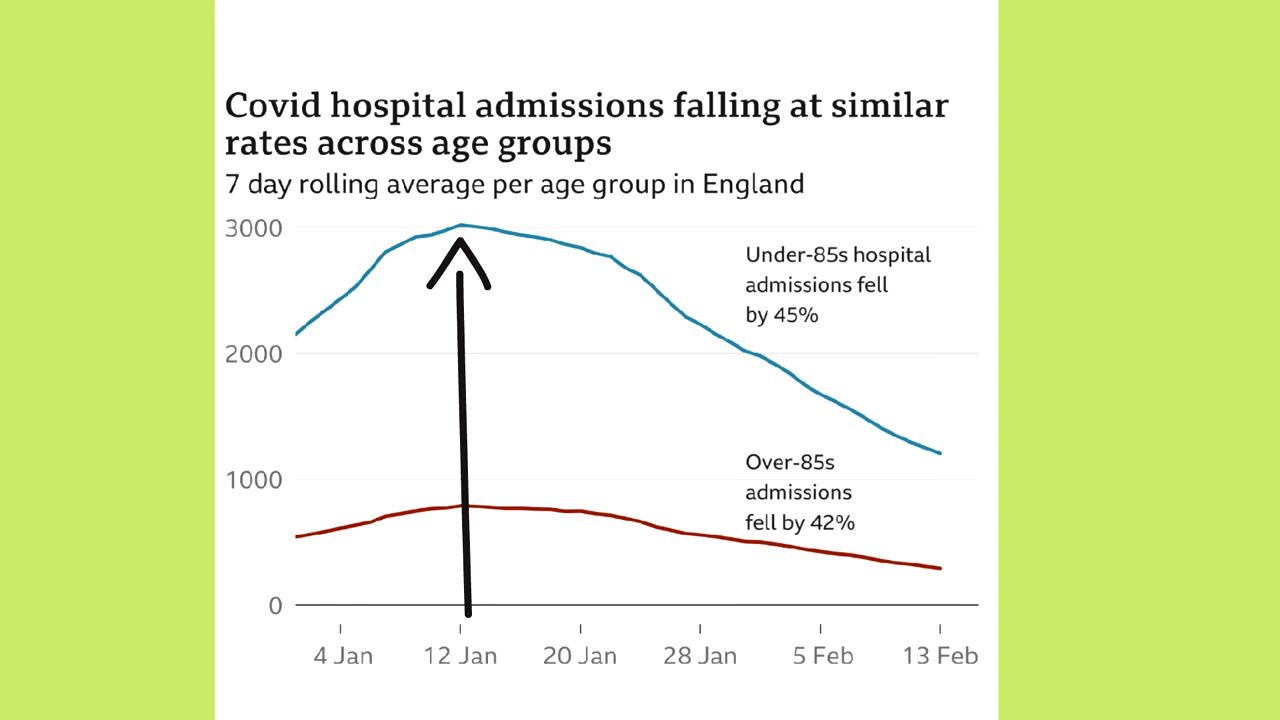 Covid hospital admissions falling at similar
rates across age groups
7 day rolling average per age group in England
3000
2000
1000
0
Under-85s hospital
admissions fell
by 45%
Over-85s
admissions
fell by 42%
4 Jan 12 Jan 20 Jan 28 Jan 5 Feb 13 Feb